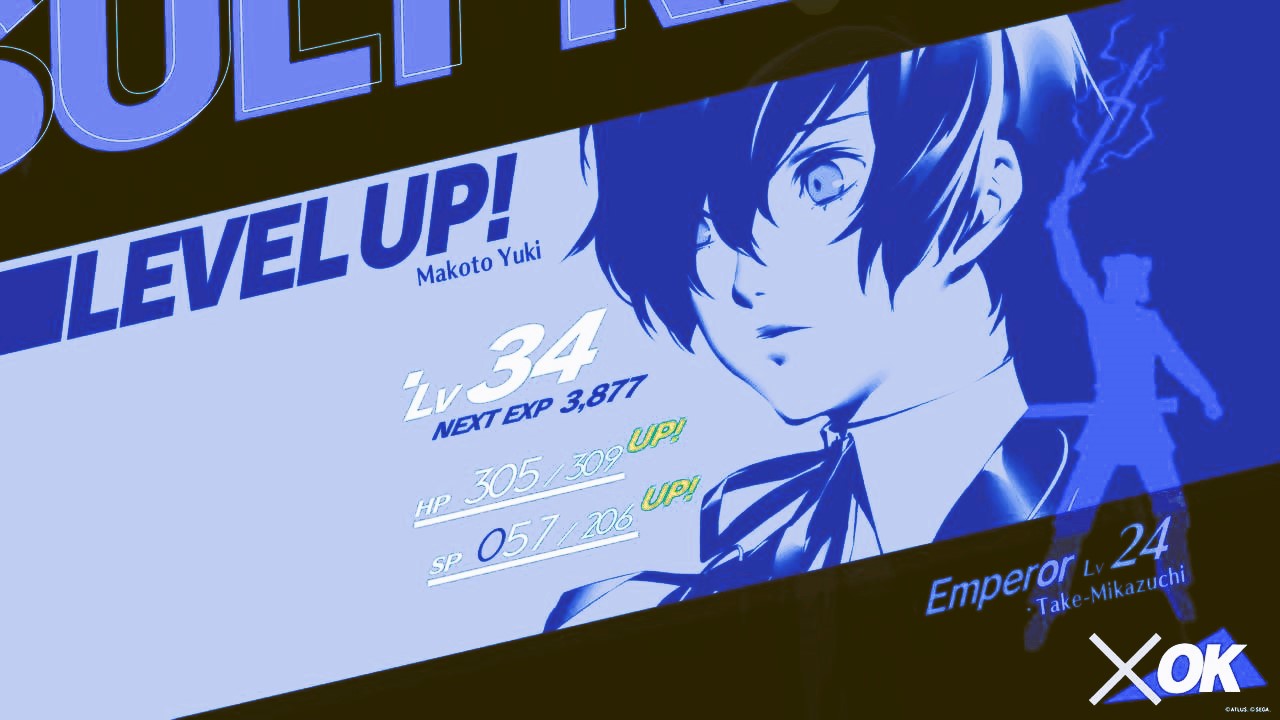 LEVEL UP!
Makoto Yuki
Lv 34
NEXT EXP 3,877
HP 305/309 UP!
SP 057/206 UP!
Emperor Lv 24
Take-Mikazuchi
OK
©ATLUS. ©SEGA.